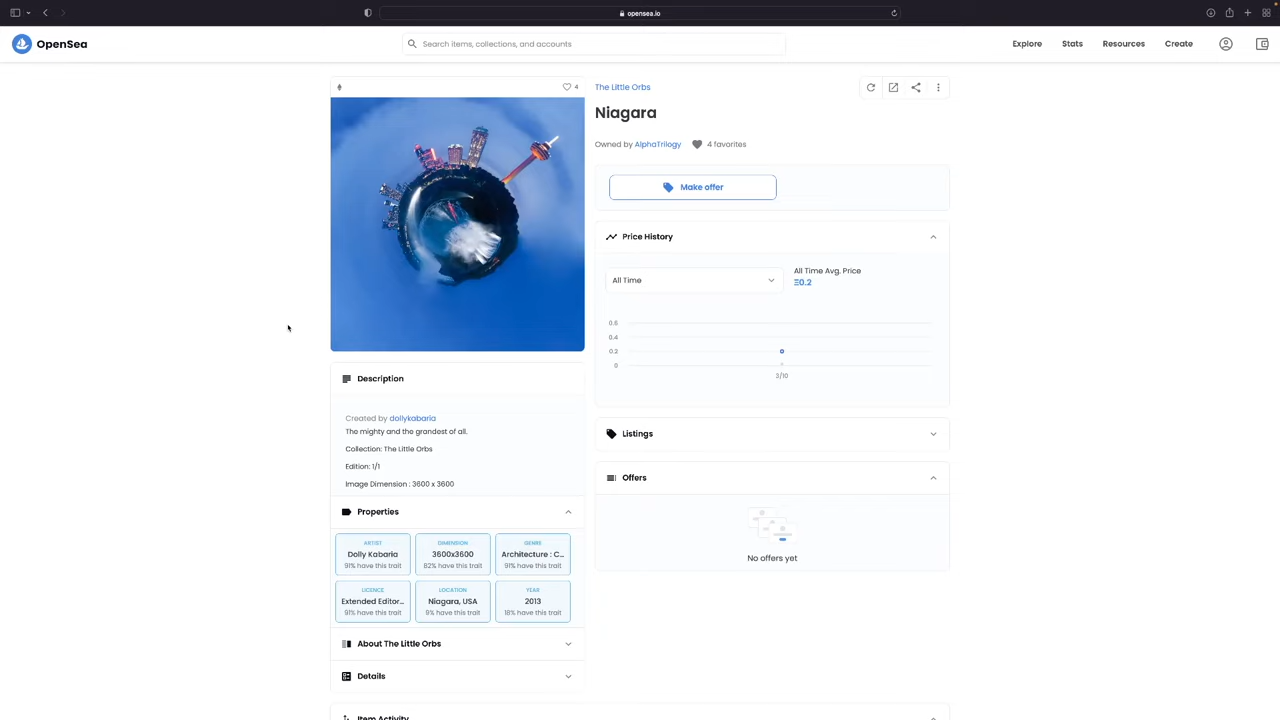 opensea.io
OpenSea
Search items, collections, and accounts
Explore
Stats
Resources
Create
4
The Little Orbs
Niagara
Owned by AlphaTrilogy 4 favorites
Make offer
Price History
All Time
All Time Avg. Price
Ξ0.2
0.6
0.4
0.2
0
3/10
Listings
Offers
No offers yet
Description
Created by dollykabaria
The mighty and the grandest of all.
Collection: The Little Orbs
Edition: 1/1
Image Dimension : 3600 x 3600
Properties
ARTIST
Dolly Kabaria
91% have this trait
DIMENSION
3600x3600
82% have this trait
GENRE
Architecture : C...
91% have this trait
LICENCE
Extended Editor...
91% have this trait
LOCATION
Niagara, USA
9% have this trait
YEAR
2013
18% have this trait
About The Little Orbs
Details
Item Activity